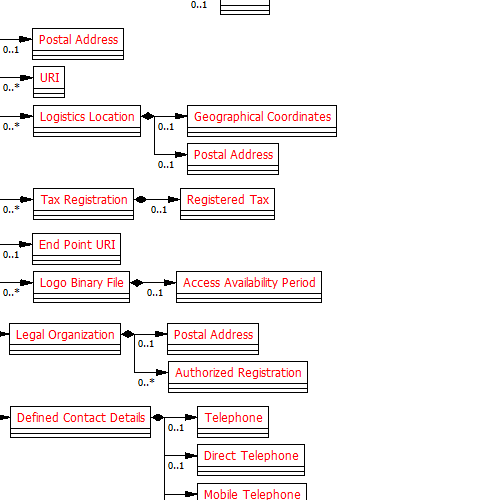 0..1
Postal Address
0..1
URI
0..*
Logistics Location
0..*
Geographical Coordinates
0..1
Postal Address
0..1
Tax Registration
0..*
Registered Tax
0..1
End Point URI
0..1
Logo Binary File
0..*
Access Availability Period
0..1
Legal Organization
Postal Address
0..1
Authorized Registration
0..*
Defined Contact Details
Telephone
0..1
Direct Telephone
0..1
Mobile Telephone